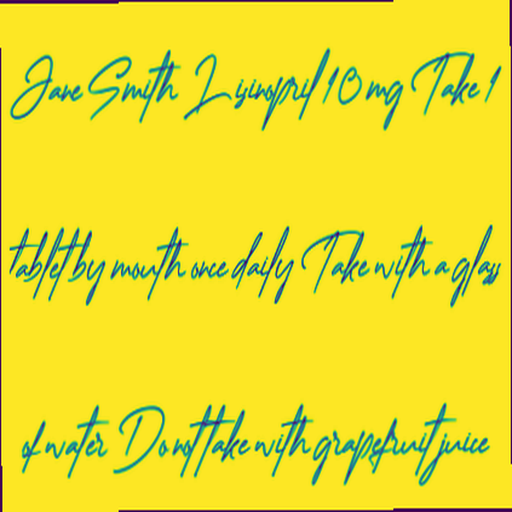 Jane Smith Lisinopril 10 mg Take 1
tablet by mouth once daily Take with a glass
of water Do not take with grapefruit juice